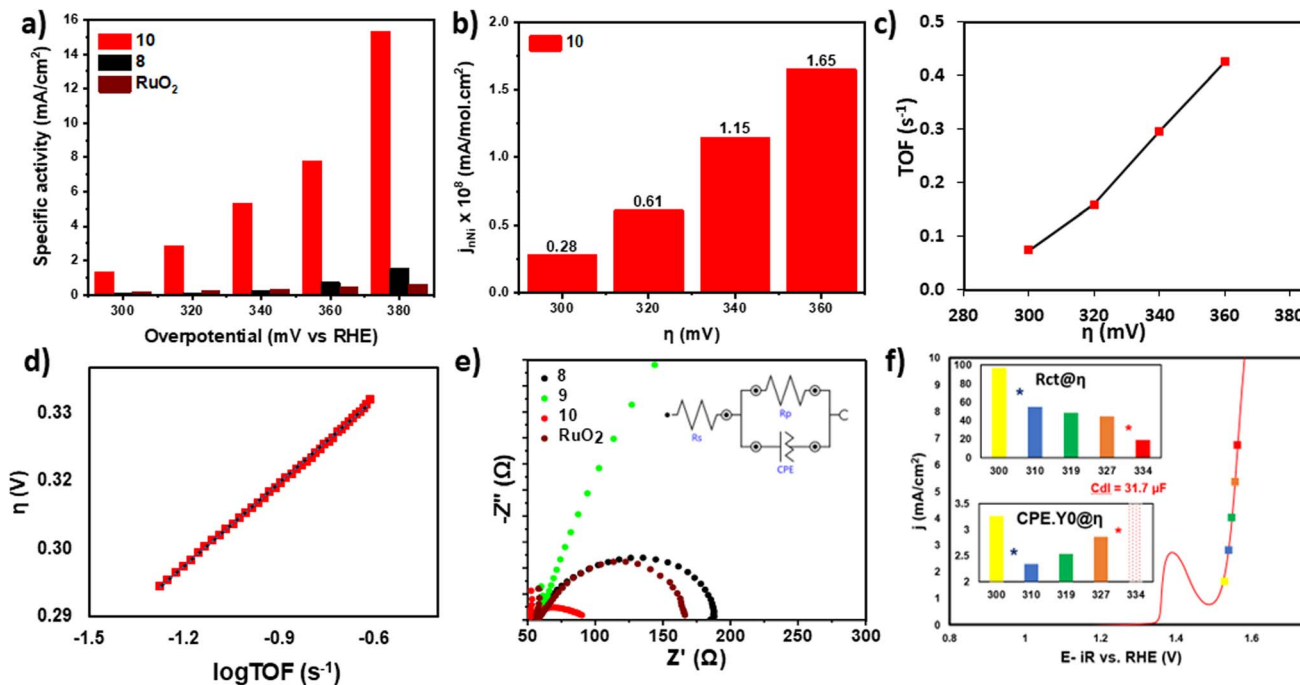 a)
10
8
RuO2
Specific activity (mA/cm2)
16
14
12
10
8
6
4
2
0
300 320 340 360 380
Overpotential (mV vs RHE)
b)
10
jnNi x 10^8 (mA/mol.cm2)
2.0
1.5
1.0
0.5
0.0
0.28
0.61
1.15
1.65
300 320 340 360
η (mV)
c)
TOF (s-1)
0.5
0.4
0.3
0.2
0.1
0.0
280 300 320 340 360 380
η (mV)
d)
η (V)
0.33
0.32
0.30
0.29
-1.5 -1.2 -0.9 -0.6
logTOF (s-1)
e)
8
9
10
RuO2
Rs
Rp
CPE
-Z'' (Ω)
50 100 150 200 250 300
Z' (Ω)
f)
j (mA/cm2)
10
9
8
7
6
5
4
3
2
1
0
Rct@η
100
80
60
40
20
0
*
*
300 310 319 327 334
Cdl = 31.7 µF
CPE.Y0@η
3.5
3
2.5
2
*
*
300 310 319 327 334
0.8 1 1.2 1.4 1.6
E- iR vs. RHE (V)